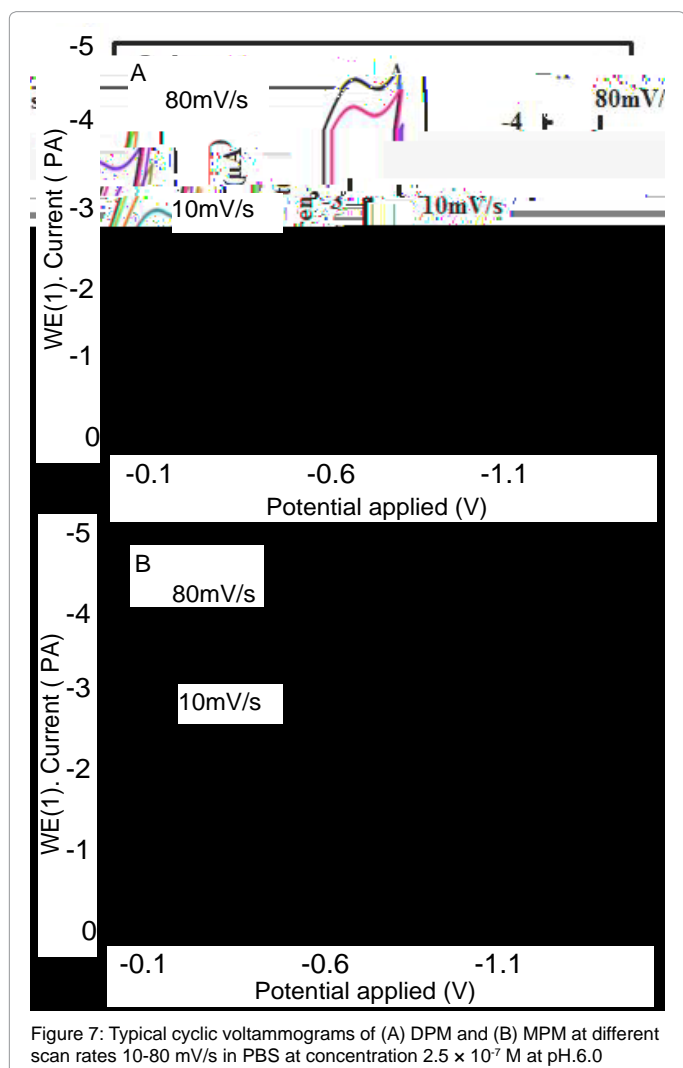 -5
A
80mV/s
80mV/
-4
-4
(µA
-3
10mV/s
en
-5
10mV/s
WE(1). Current ( PA)
-2
-1
0
-0.1 -0.6 -1.1
Potential applied (V)
-5
B
80mV/s
-4
-3
10mV/s
WE(1). Current ( PA)
-2
-1
0
-0.1 -0.6 -1.1
Potential applied (V)
Figure 7: Typical cyclic voltammograms of (A) DPM and (B) MPM at different
scan rates 10-80 mV/s in PBS at concentration 2.5 × 10⁻⁷ M at pH.6.0